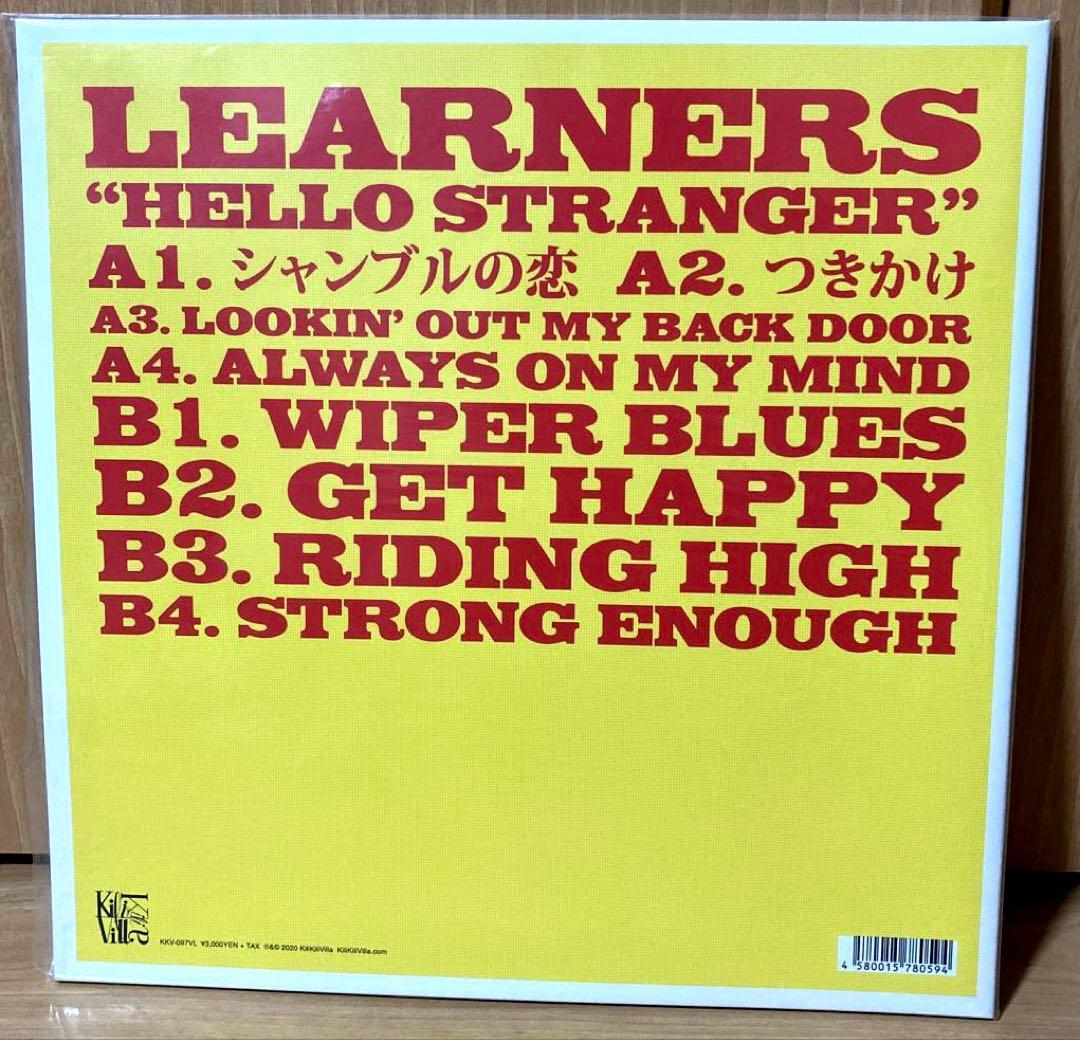 LEARNERS
“HELLO STRANGER”
A1. シャンブルの恋 A2. つきかけ
A3. LOOKIN’ OUT MY BACK DOOR
A4. ALWAYS ON MY MIND
B1. WIPER BLUES
B2. GET HAPPY
B3. RIDING HIGH
B4. STRONG ENOUGH
KiliKili
Villa
KKV-097VL ¥3,000YEN + TAX ℗&© 2020 KiliKiliVilla KiliKiliVilla.com
4 580015 780594